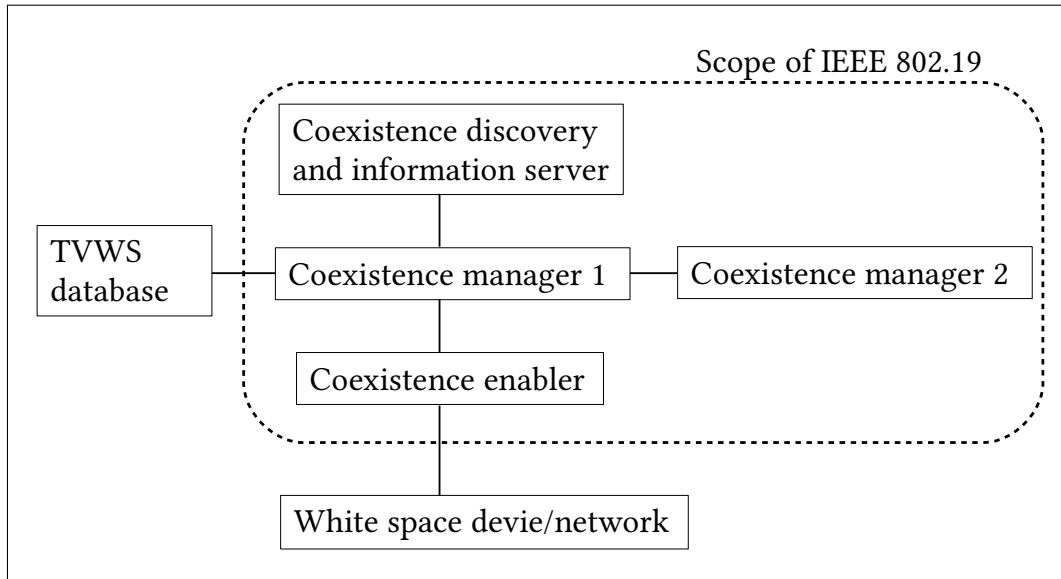 Scope of IEEE 802.19
Coexistence discovery
and information server
TVWS
database
Coexistence manager 1
Coexistence manager 2
Coexistence enabler
White space devie/network